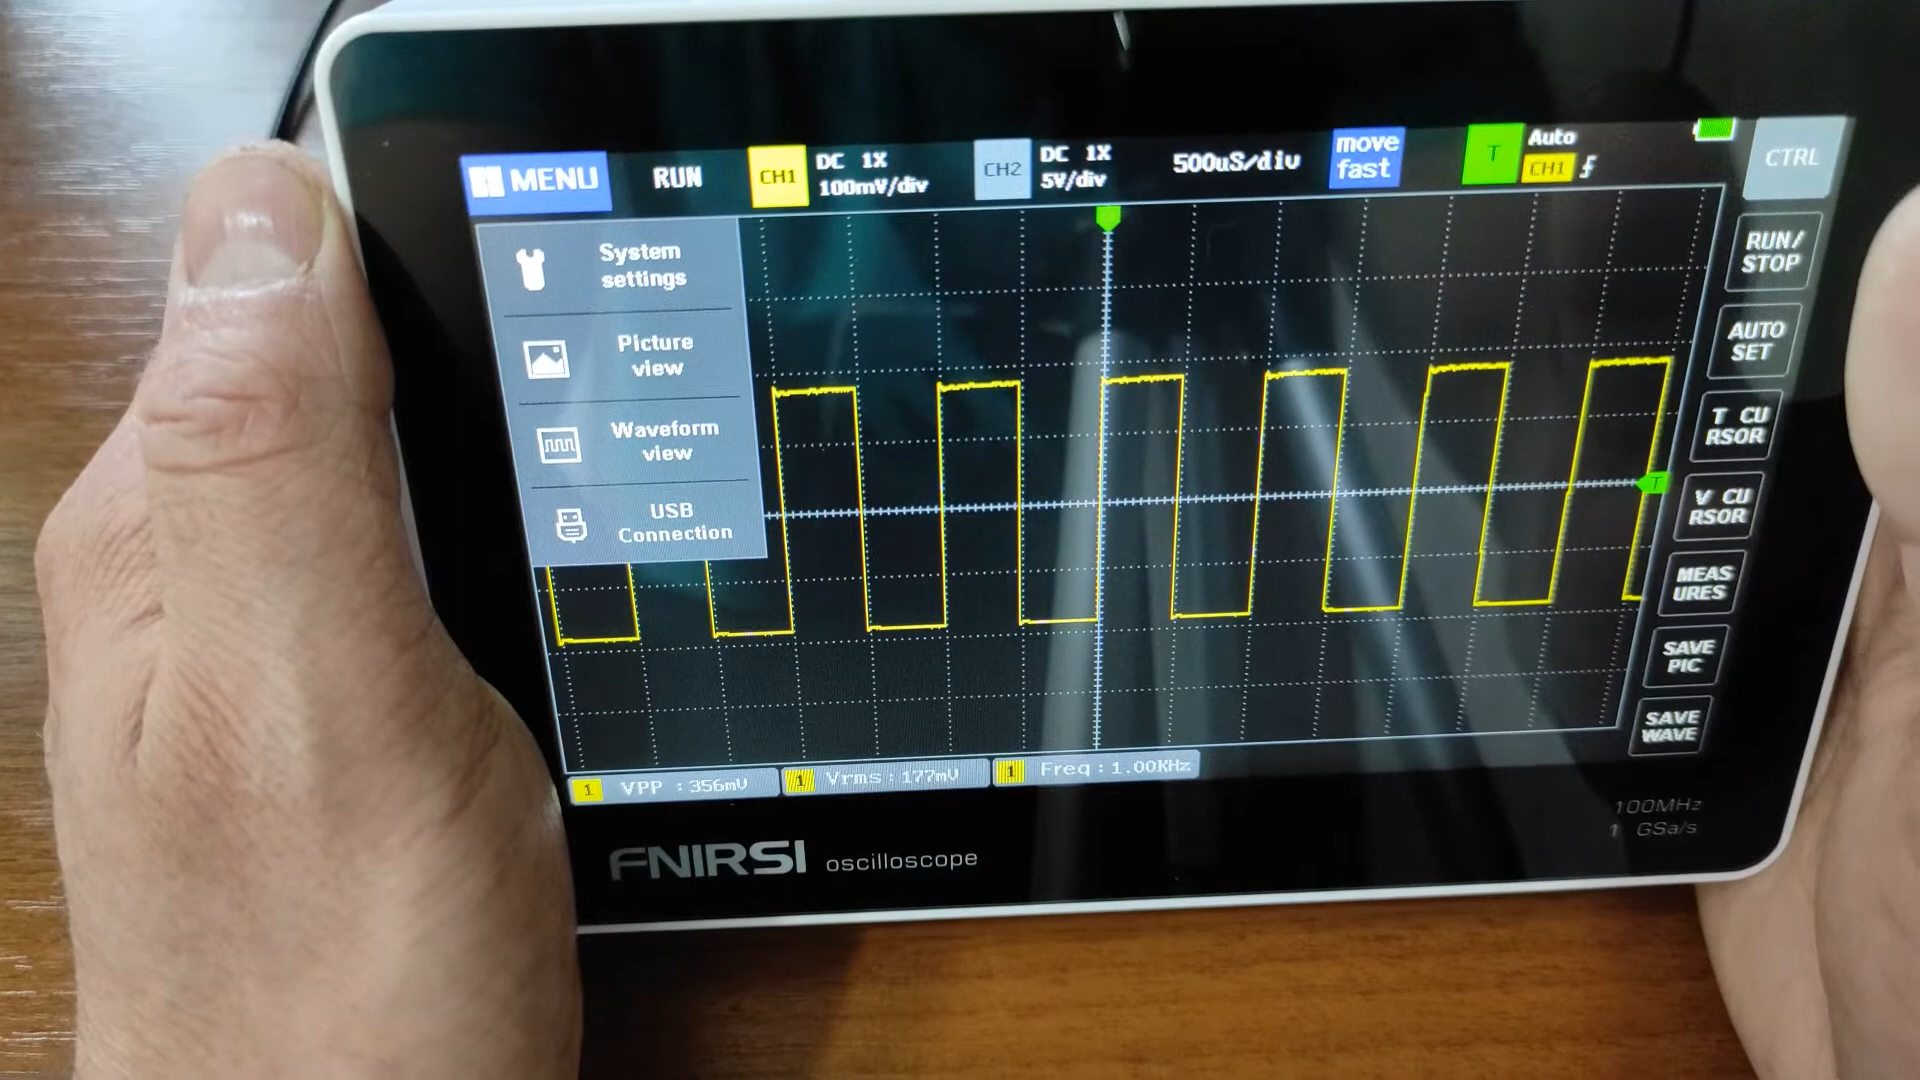 MENU RUN CH1 DC 1X 100mV/div CH2 DC 1X 5V/div 500uS/div move fast T Auto CH1 CTRL
System
settings
Picture
view
Waveform
view
USB
Connection
T
RUN/
STOP
AUTO
SET
T CU
RSOR
V CU
RSOR
MEAS
URES
SAVE
PIC
SAVE
WAVE
1 VPP : 356mV 1 Vrms : 177mV 1 Freq : 1.00KHz
100MHz
1 GSa/s
FNIRSI oscilloscope